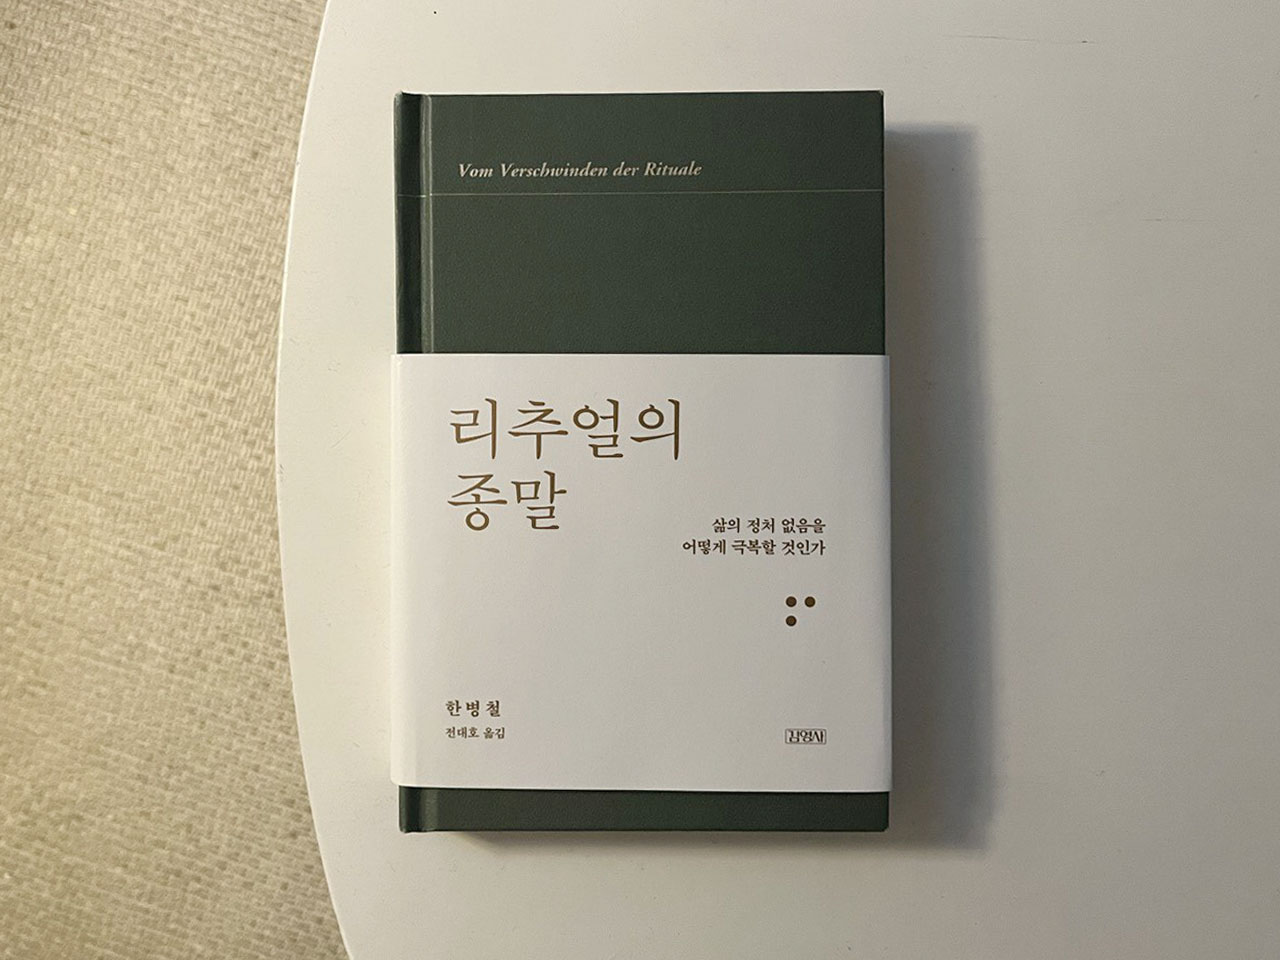 Vom Verschwinden der Rituale
리추얼의
종말
삶의 정처 없음을
어떻게 극복할 것인가
한병철
전대호 옮김
김영사